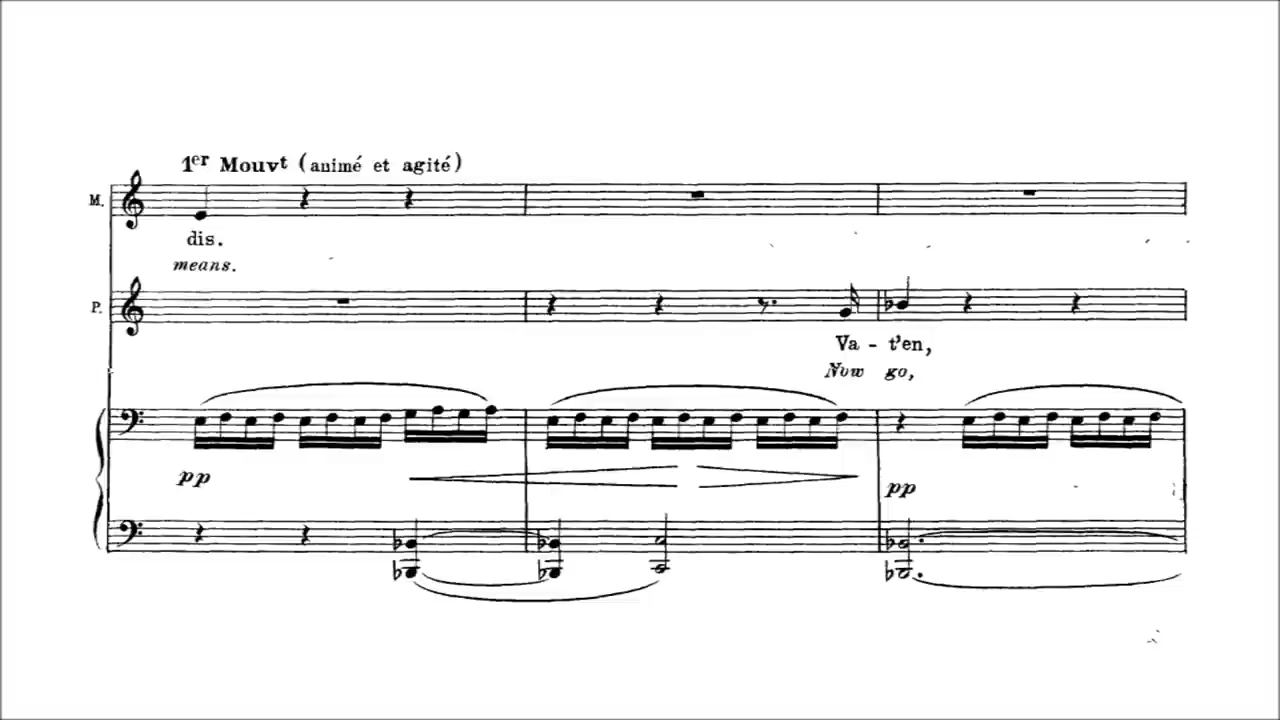 1er Mouvt (animé et agité)
M.
dis.
means.
P.
Va - t'en,
Now go,
pp
pp